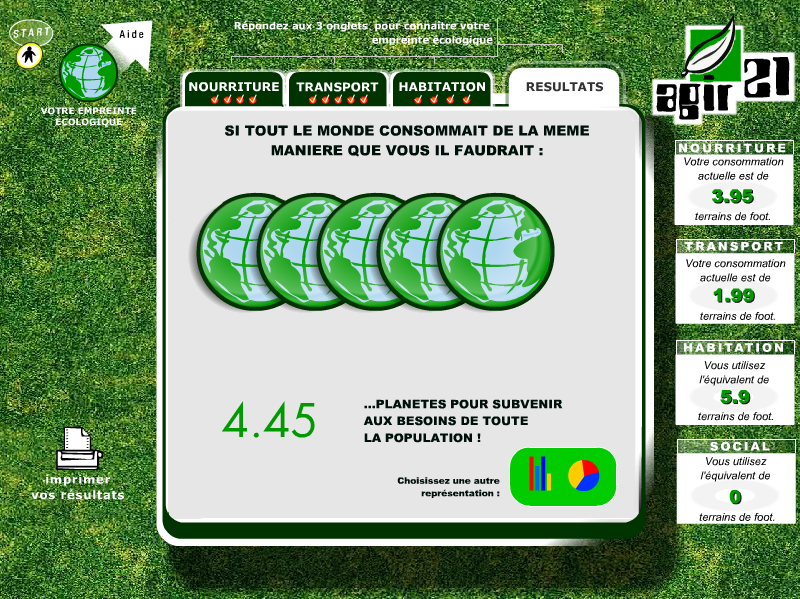 START
Aide
VOTRE EMPREINTE
ÉCOLOGIQUE
Répondez aux 3 onglets pour connaitre votre
empreinte écologique
NOURRITURE
TRANSPORT
HABITATION
RESULTATS
agir 21
SI TOUT LE MONDE CONSOMMAIT DE LA MEME
MANIERE QUE VOUS IL FAUDRAIT :
4.45
...PLANETES POUR SUBVENIR
AUX BESOINS DE TOUTE
LA POPULATION !
Choisissez une autre
représentation :
imprimer
vos résultats
NOURRITURE
Votre consommation
actuelle est de
3.95
terrains de foot.
TRANSPORT
Votre consommation
actuelle est de
1.99
terrains de foot.
HABITATION
Vous utilisez
l'équivalent de
5.9
terrains de foot.
SOCIAL
Vous utilisez
l'équivalent de
0
terrains de foot.